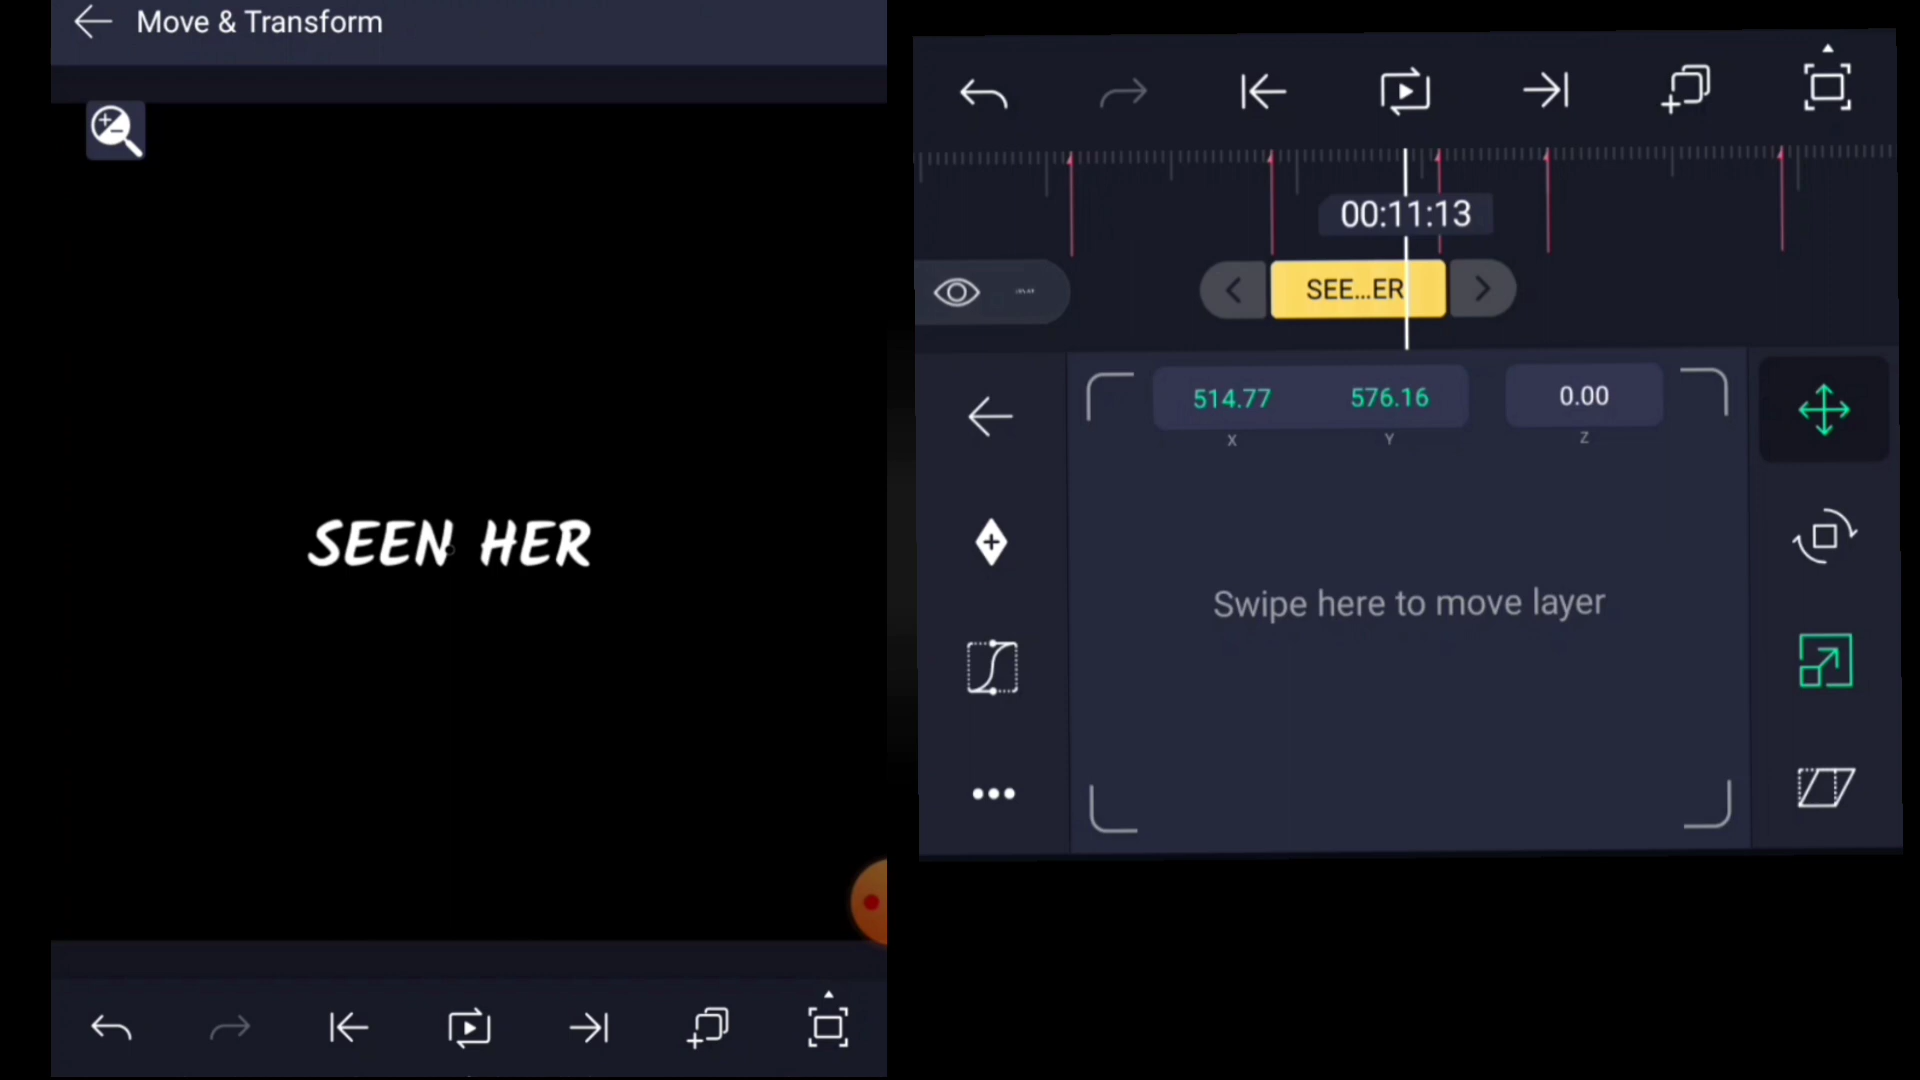 Move & Transform
SEEN HER
00:11:13
SEE...ER
514.77 576.16 0.00
X Y Z
Swipe here to move layer